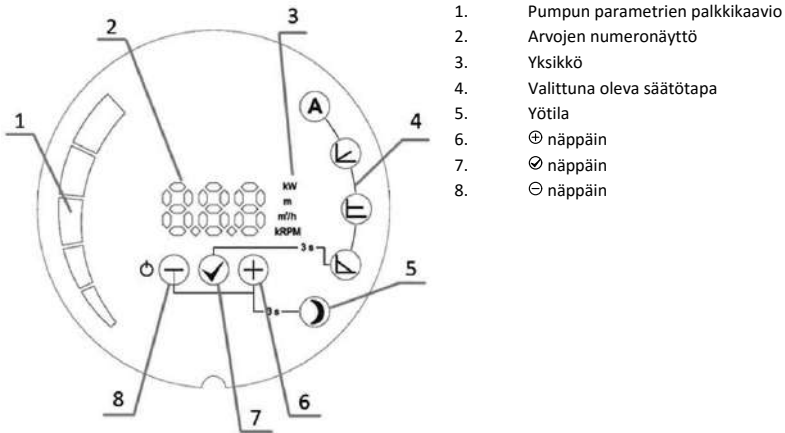 2
3
1
4
A
kW
m
m³/h
kRPM
3 s
3 s
5
8
7
6
1. Pumpun parametrien palkkikaavio
2. Arvojen numeronäyttö
3. Yksikkö
4. Valittuna oleva säätötapa
5. Yötila
6. ⊕ näppäin
7. ✓ näppäin
8. ⊖ näppäin